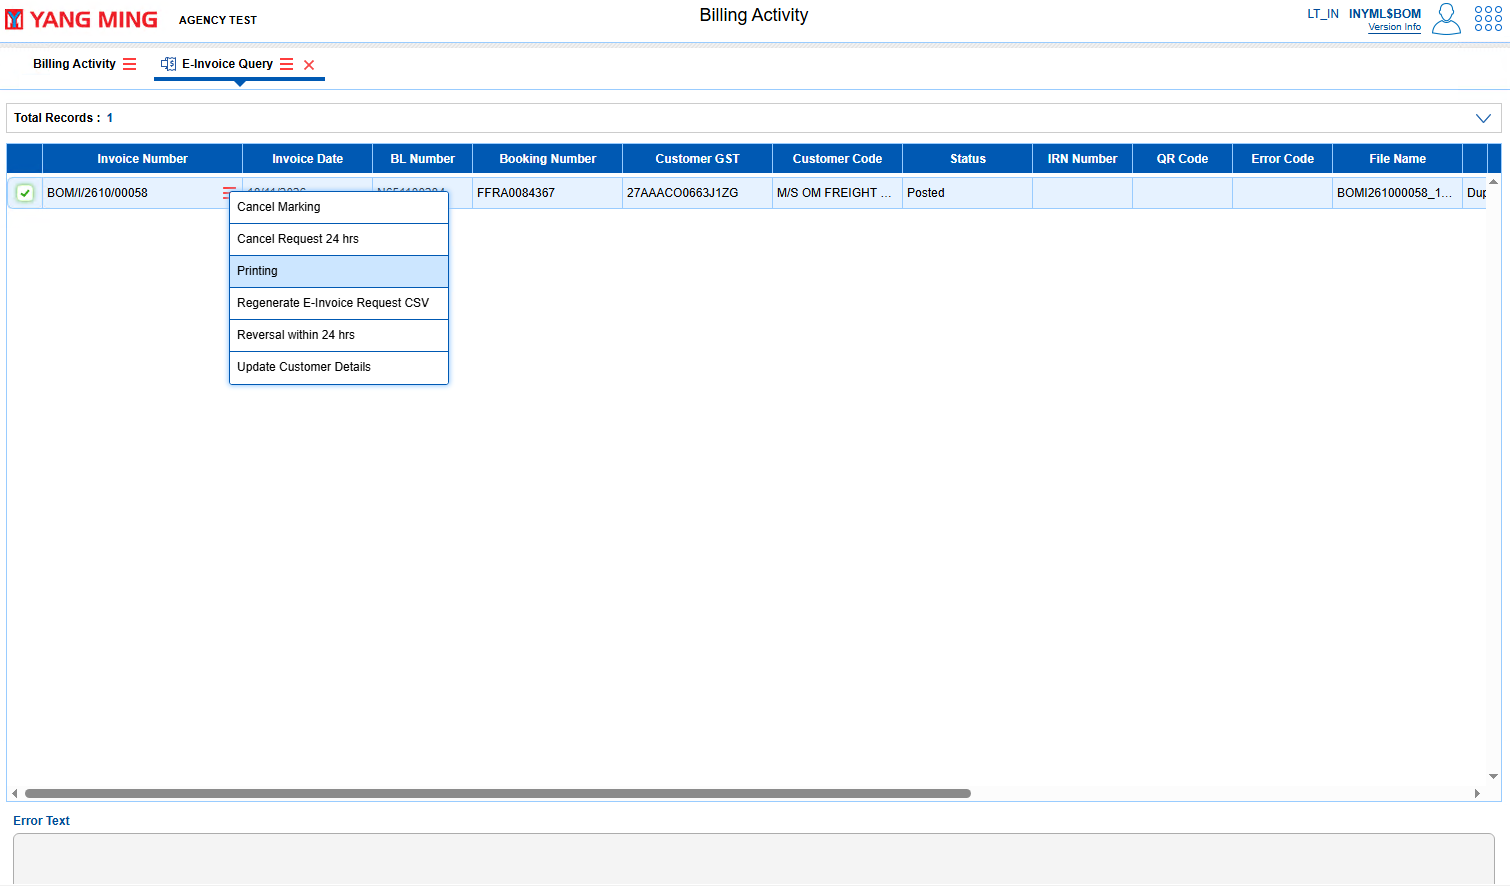 YANG MING
AGENCY TEST
Billing Activity
LT_IN
INYML$BOM
Version Info
Billing Activity
E-Invoice Query
Total Records : 1
Invoice Number
Invoice Date
BL Number
Booking Number
Customer GST
Customer Code
Status
IRN Number
QR Code
Error Code
File Name
BOM/I/2610/00058
FFRA0084367
27AAACO0663J1ZG
M/S OM FREIGHT ...
Posted
BOMI261000058_1...
Dup
Cancel Marking
Cancel Request 24 hrs
Printing
Regenerate E-Invoice Request CSV
Reversal within 24 hrs
Update Customer Details
Error Text